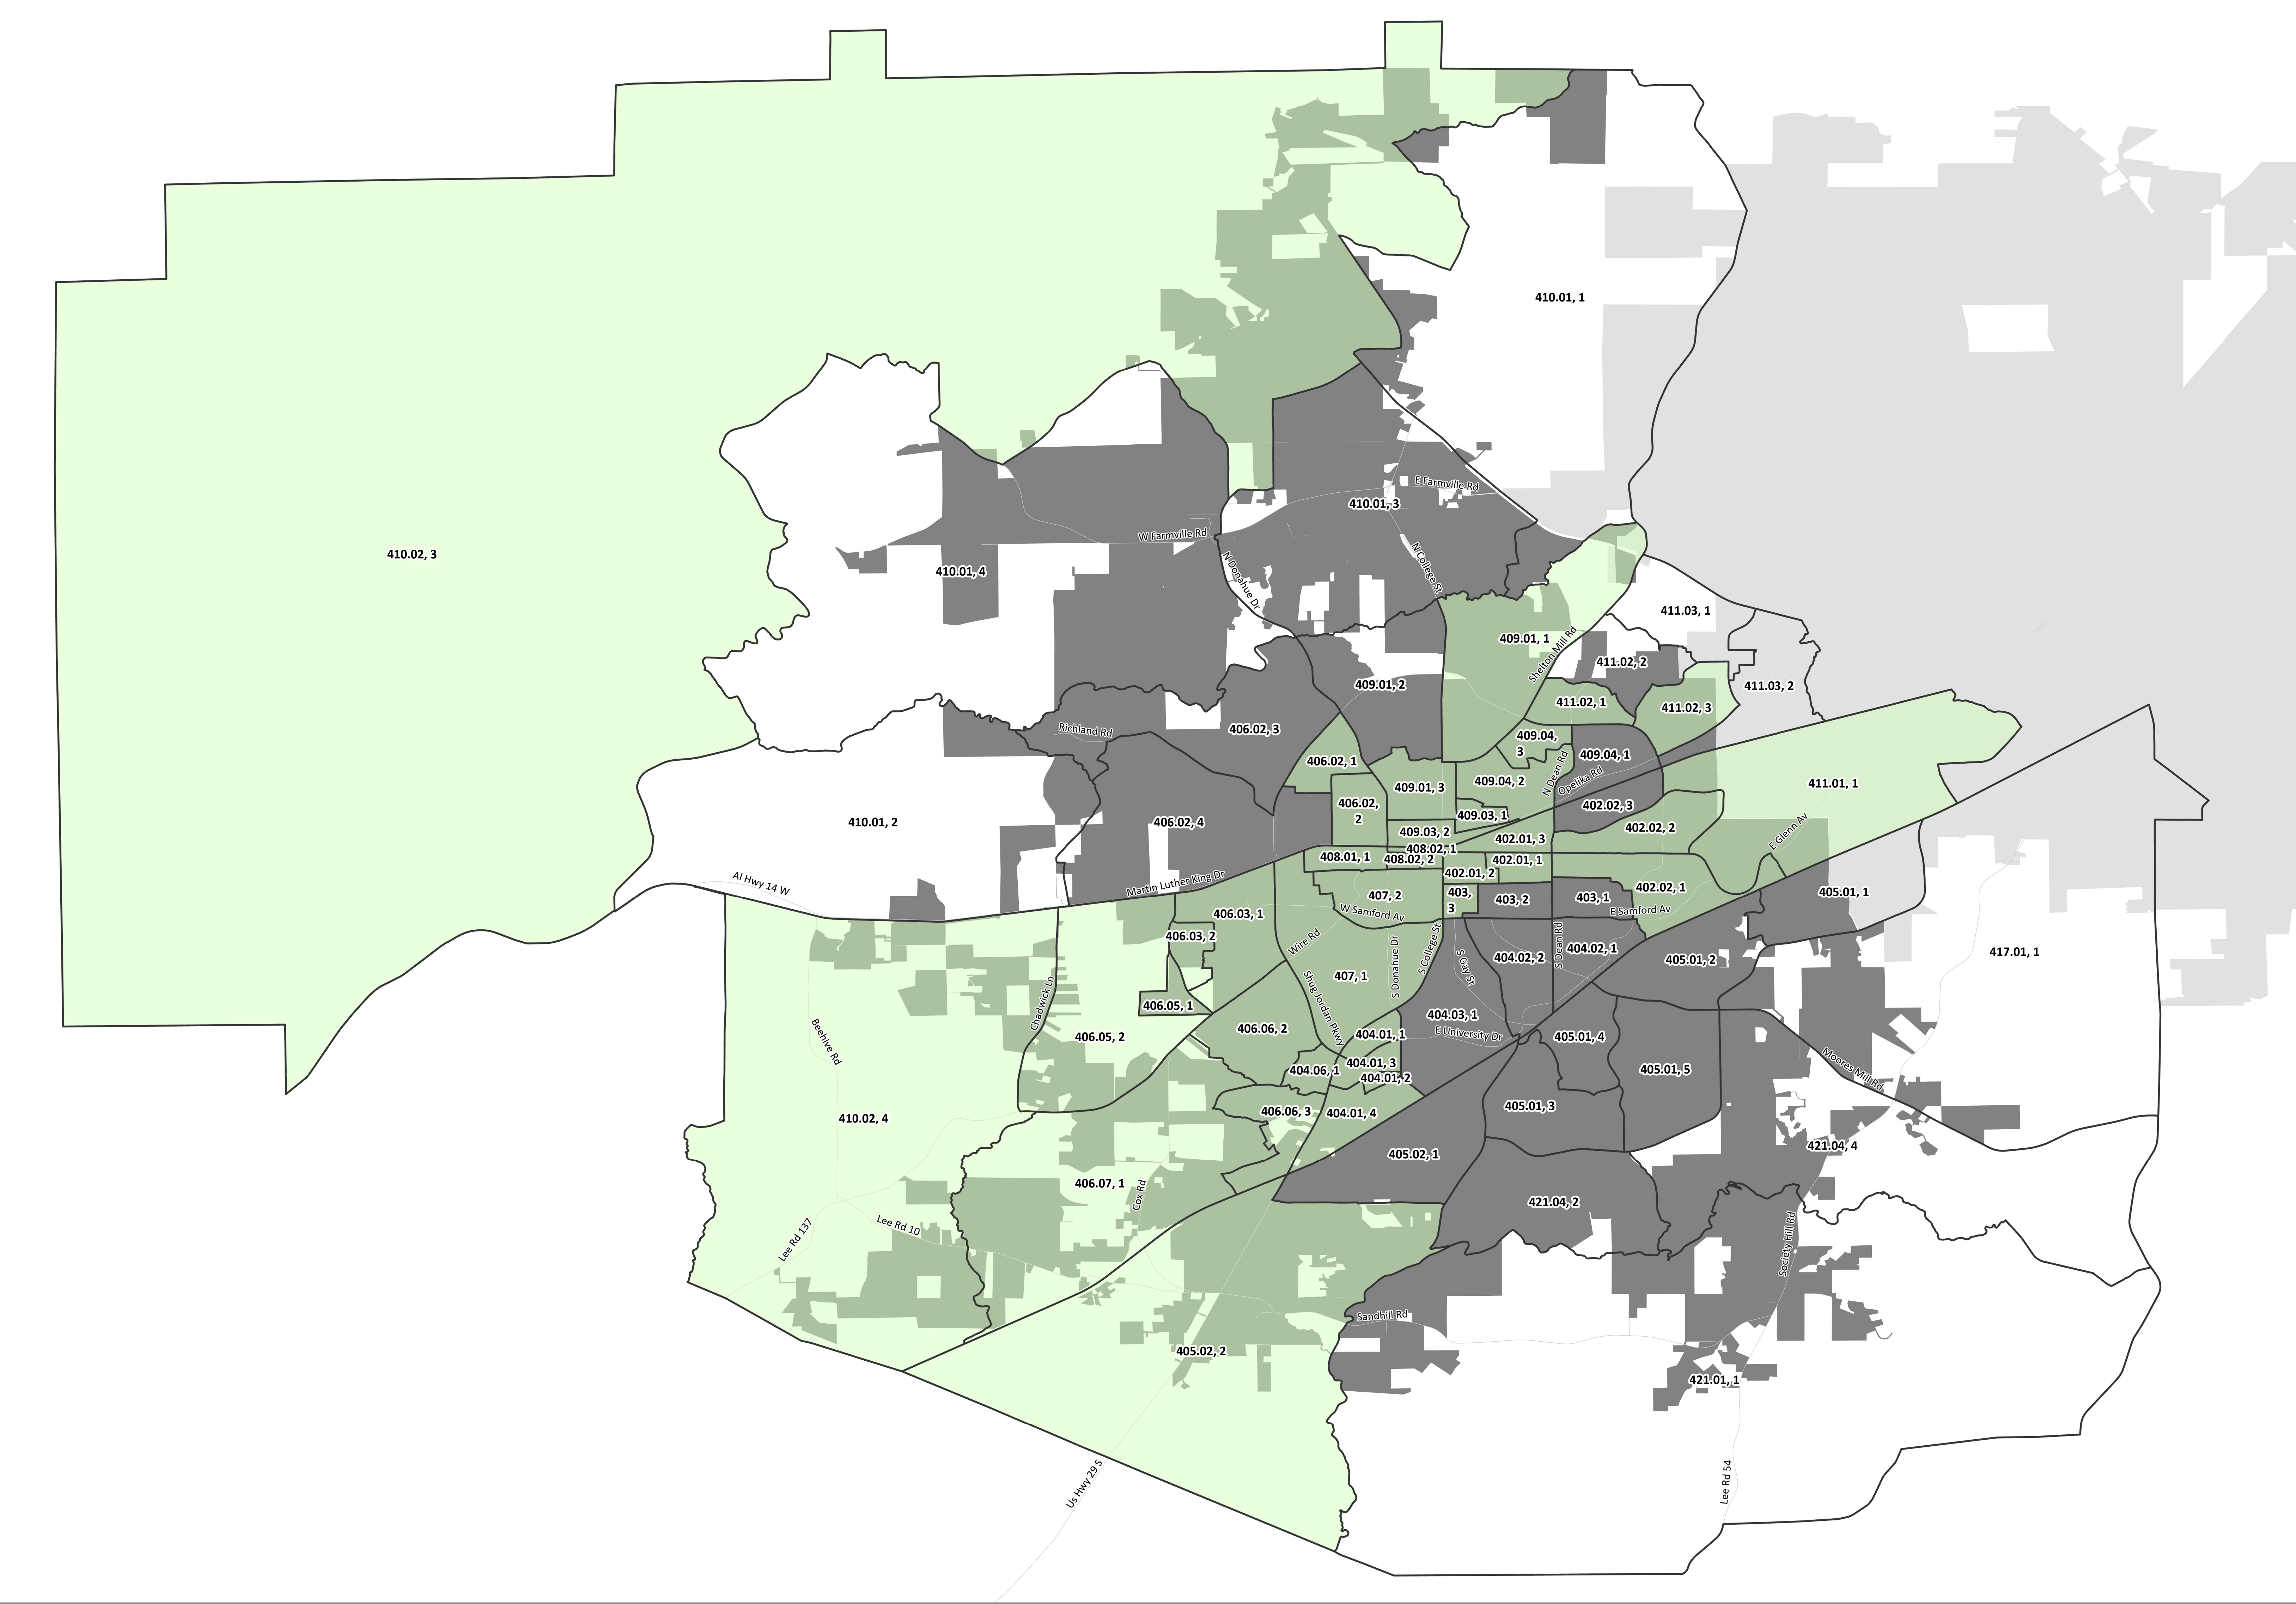 410.01, 1
E Farmville Rd
410.01, 3
W Farmville Rd
410.02, 3
410.01, 4
N College St
N Donahue Dr
411.03, 1
409.01, 1
Shelton Mill Rd
411.02, 2
409.01, 2
411.03, 2
411.02, 1
411.02, 3
Richland Rd
406.02, 3
409.04,
3
409.04, 1
406.02, 1
N Dean Rd
Opelika Rd
409.04, 2
411.01, 1
409.01, 3
406.02,
2
402.02, 3
409.03, 1
410.01, 2
406.02, 4
402.02, 2
409.03, 2
E Glenn Av
402.01, 3
408.02, 1
408.01, 1
408.02, 2
402.01, 1
402.01, 2
Al Hwy 14 W
Martin Luther King Dr
402.02, 1
405.01, 1
407, 2
403,
3
403, 2
403, 1
W Samford Av
E Samford Av
406.03, 1
406.03, 2
Wire Rd
S College St
S Donahue Dr
S Gay St
S Dean Rd
404.02, 1
404.02, 2
405.01, 2
417.01, 1
407, 1
Shug Jordan Pkwy
Chadwick Ln
406.05, 1
404.03, 1
406.06, 2
404.01, 1
E University Dr
405.01, 4
406.05, 2
Beehive Rd
404.01, 3
404.06, 1
404.01, 2
405.01, 5
Moores Mill Rd
405.01, 3
406.06, 3
404.01, 4
410.02, 4
421.04, 4
405.02, 1
406.07, 1
Cox Rd
421.04, 2
Lee Rd 10
Lee Rd 137
Society Hill Rd
Sandhill Rd
405.02, 2
421.01, 1
Us Hwy 29 S
Lee Rd 54